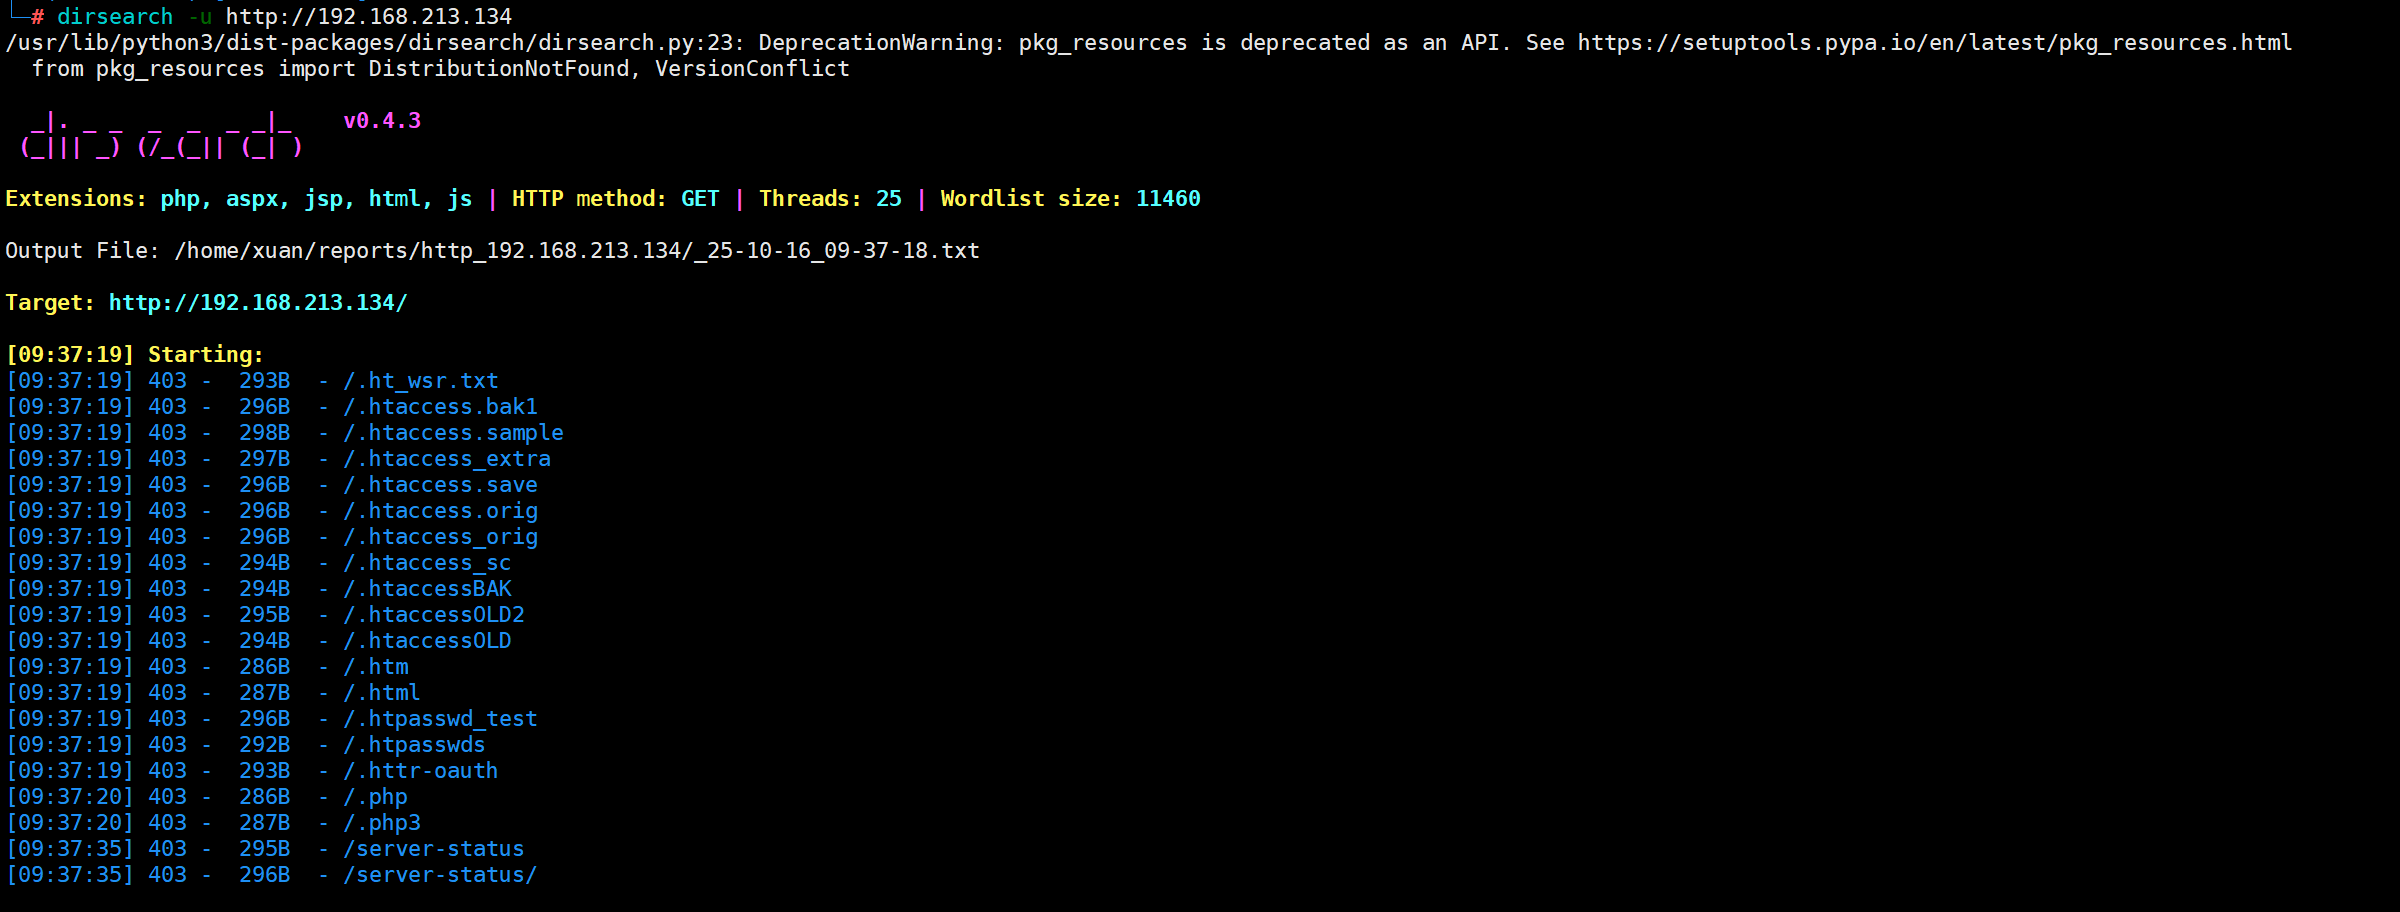 └─# dirsearch -u http://192.168.213.134
/usr/lib/python3/dist-packages/dirsearch/dirsearch.py:23: DeprecationWarning: pkg_resources is deprecated as an API. See https://setuptools.pypa.io/en/latest/pkg_resources.html
  from pkg_resources import DistributionNotFound, VersionConflict

  _|. _ _  _  _  _ _|_    v0.4.3
 (_||| _) (/_(_|| (_| )

Extensions: php, aspx, jsp, html, js | HTTP method: GET | Threads: 25 | Wordlist size: 11460

Output File: /home/xuan/reports/http_192.168.213.134/_25-10-16_09-37-18.txt

Target: http://192.168.213.134/

[09:37:19] Starting:
[09:37:19] 403 -  293B  - /.ht_wsr.txt
[09:37:19] 403 -  296B  - /.htaccess.bak1
[09:37:19] 403 -  298B  - /.htaccess.sample
[09:37:19] 403 -  297B  - /.htaccess_extra
[09:37:19] 403 -  296B  - /.htaccess.save
[09:37:19] 403 -  296B  - /.htaccess.orig
[09:37:19] 403 -  296B  - /.htaccess_orig
[09:37:19] 403 -  294B  - /.htaccess_sc
[09:37:19] 403 -  294B  - /.htaccessBAK
[09:37:19] 403 -  295B  - /.htaccessOLD2
[09:37:19] 403 -  294B  - /.htaccessOLD
[09:37:19] 403 -  286B  - /.htm
[09:37:19] 403 -  287B  - /.html
[09:37:19] 403 -  296B  - /.htpasswd_test
[09:37:19] 403 -  292B  - /.htpasswds
[09:37:19] 403 -  293B  - /.httr-oauth
[09:37:20] 403 -  286B  - /.php
[09:37:20] 403 -  287B  - /.php3
[09:37:35] 403 -  295B  - /server-status
[09:37:35] 403 -  296B  - /server-status/